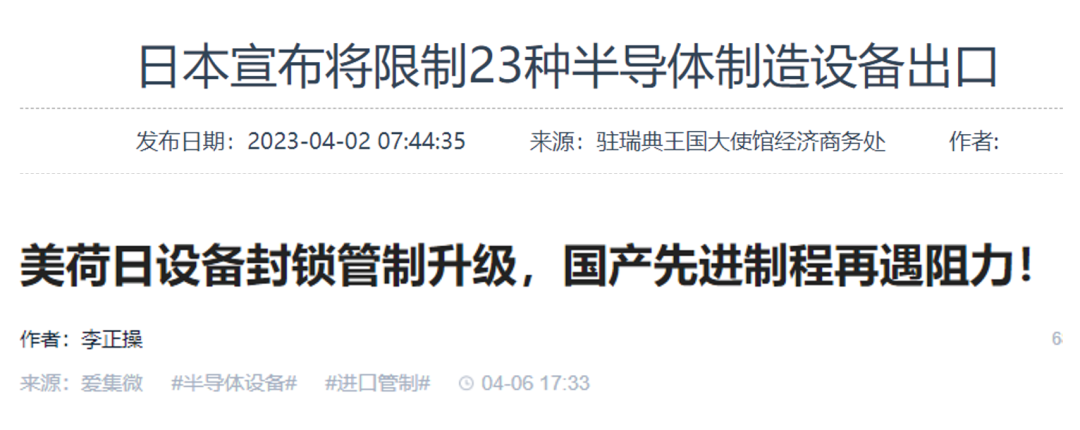 日本宣布将限制23种半导体制造设备出口
发布日期：2023-04-02 07:44:35 来源：驻瑞典王国大使馆经济商务处 作者:
美荷日设备封锁管制升级，国产先进制程再遇阻力！
作者：李正操 6
来源：爱集微 #半导体设备# #进口管制# 04-06 17:33